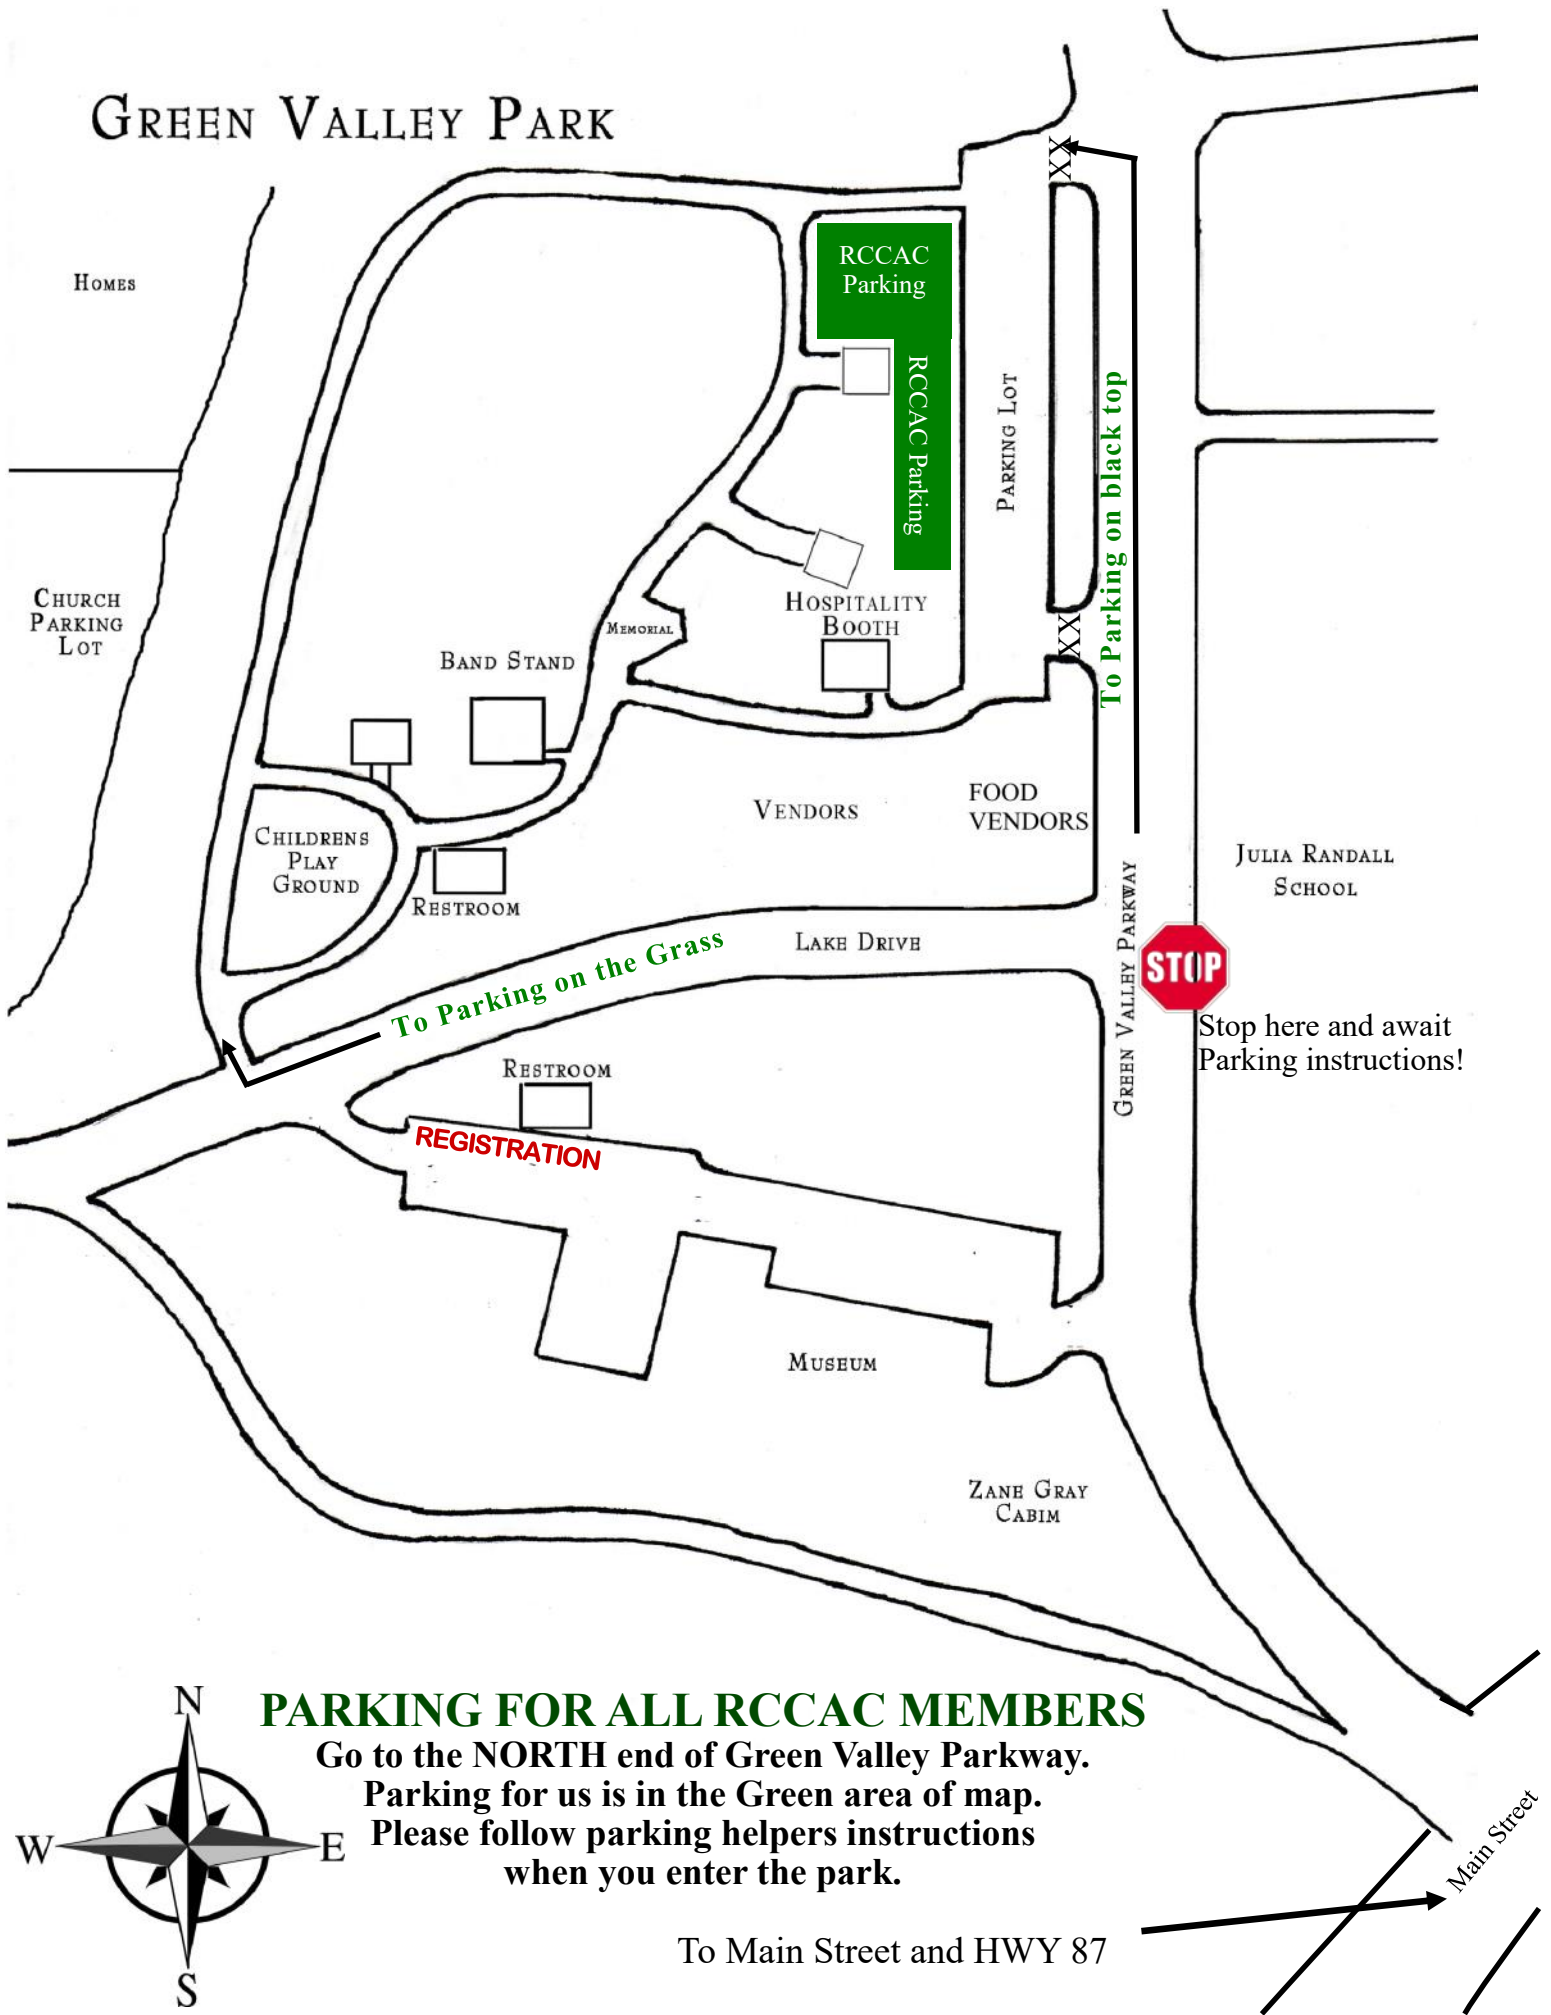 GREEN VALLEY PARK
XX
HOMES
RCCAC
Parking
RCCAC Parking
PARKING LOT
To Parking on black top
CHURCH
PARKING
LOT
HOSPITALITY
BOOTH
MEMORIAL
XX
BAND STAND
VENDORS
FOOD
VENDORS
CHILDRENS
PLAY
GROUND
RESTROOM
JULIA RANDALL
SCHOOL
LAKE DRIVE
To Parking on the Grass
GREEN VALLEY PARKWAY
STOP
Stop here and await
Parking instructions!
RESTROOM
REGISTRATION
MUSEUM
ZANE GRAY
CABIM
N
W
E
S
PARKING FOR ALL RCCAC MEMBERS
Go to the NORTH end of Green Valley Parkway.
Parking for us is in the Green area of map.
Please follow parking helpers instructions
when you enter the park.
Main Street
To Main Street and HWY 87